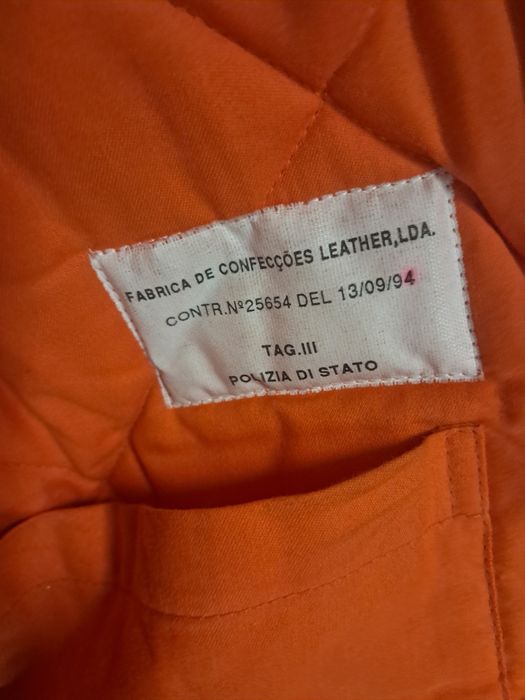 FABRICA DE CONFECÇÕES LEATHER,LDA.
CONTR.Nº25654 DEL 13/09/94
TAG.III
POLIZIA DI STATO